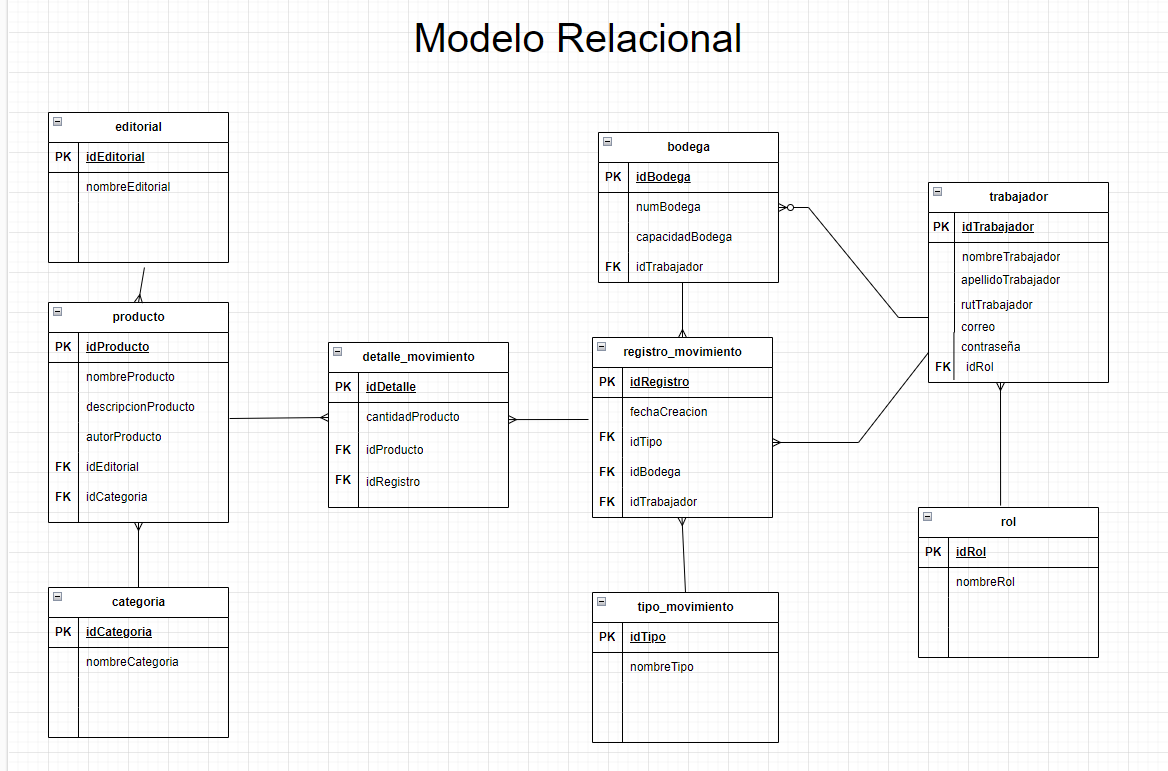 Modelo Relacional
editorial
PK idEditorial
nombreEditorial
producto
PK idProducto
nombreProducto
descripcionProducto
autorProducto
FK idEditorial
FK idCategoria
categoria
PK idCategoria
nombreCategoria
detalle_movimiento
PK idDetalle
cantidadProducto
FK idProducto
FK idRegistro
bodega
PK idBodega
numBodega
capacidadBodega
FK idTrabajador
registro_movimiento
PK idRegistro
fechaCreacion
FK idTipo
FK idBodega
FK idTrabajador
tipo_movimiento
PK idTipo
nombreTipo
trabajador
PK idTrabajador
nombreTrabajador
apellidoTrabajador
rutTrabajador
correo
contraseña
FK idRol
rol
PK idRol
nombreRol